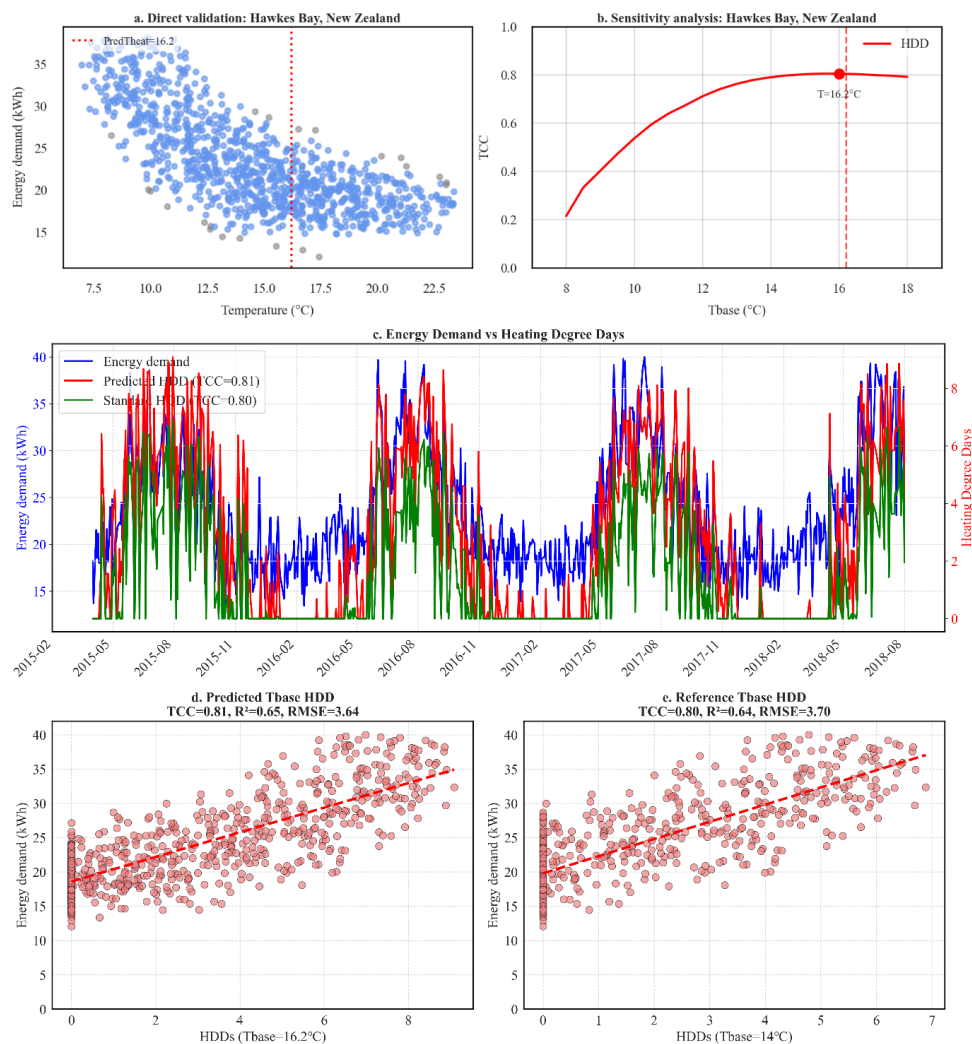 a. Direct validation: Hawkes Bay, New Zealand
PredTheat=16.2
35
30
25
20
15
Energy demand (kWh)
7.5 10.0 12.5 15.0 17.5 20.0 22.5
Temperature (°C)
b. Sensitivity analysis: Hawkes Bay, New Zealand
HDD
T=16.2°C
1.0
0.8
0.6
0.4
0.2
0.0
TCC
8 10 12 14 16 18
Tbase (°C)
c. Energy Demand vs Heating Degree Days
Energy demand
Predicted HDD (TCC=0.81)
Standard HDD (TCC=0.80)
40
35
30
25
20
15
Energy demand (kWh)
8
6
4
2
0
Heating Degree Days
2015-02 2015-05 2015-08 2015-11 2016-02 2016-05 2016-08 2016-11 2017-02 2017-05 2017-08 2017-11 2018-02 2018-05 2018-08
d. Predicted Tbase HDD
TCC=0.81, R²=0.65, RMSE=3.64
40
35
30
25
20
15
10
5
0
Energy demand (kWh)
0 2 4 6 8
HDDs (Tbase=16.2°C)
e. Reference Tbase HDD
TCC=0.80, R²=0.64, RMSE=3.70
40
35
30
25
20
15
10
5
0
Energy demand (kWh)
0 1 2 3 4 5 6 7
HDDs (Tbase=14°C)